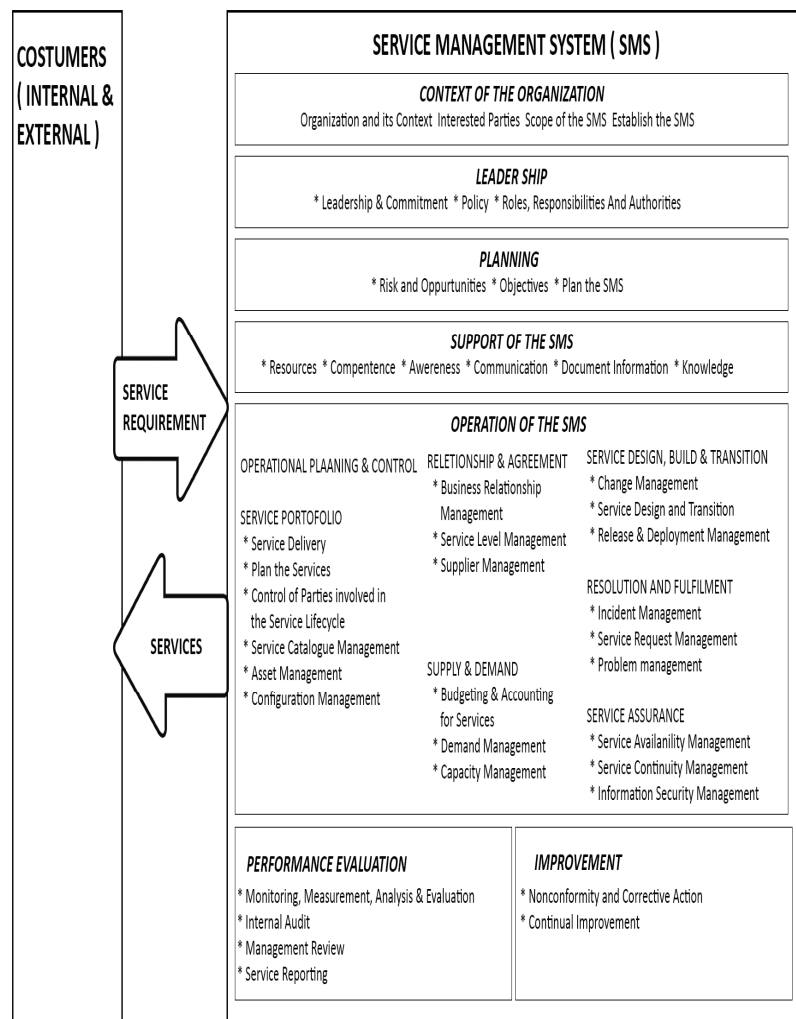 COSTUMERS
( INTERNAL &
EXTERNAL )
SERVICE
REQUIREMENT
SERVICES
SERVICE MANAGEMENT SYSTEM ( SMS )
CONTEXT OF THE ORGANIZATION
Organization and its Context Interested Parties Scope of the SMS Establish the SMS
LEADER SHIP
* Leadership & Commitment * Policy * Roles, Responsibilities And Authorities
PLANNING
* Risk and Oppurtunities * Objectives * Plan the SMS
SUPPORT OF THE SMS
* Resources * Compentence * Awereness * Communication * Document Information * Knowledge
OPERATION OF THE SMS
OPERATIONAL PLAANING & CONTROL
SERVICE PORTOFOLIO
* Service Delivery
* Plan the Services
* Control of Parties involved in
the Service Lifecycle
* Service Catalogue Management
* Asset Management
* Configuration Management
RELETIONSHIP & AGREEMENT
* Business Relationship
Management
* Service Level Management
* Supplier Management
SUPPLY & DEMAND
* Budgeting & Accounting
for Services
* Demand Management
* Capacity Management
SERVICE DESIGN, BUILD & TRANSITION
* Change Management
* Service Design and Transition
* Release & Deployment Management
RESOLUTION AND FULFILMENT
* Incident Management
* Service Request Management
* Problem management
SERVICE ASSURANCE
* Service Availanility Management
* Service Continuity Management
* Information Security Management
PERFORMANCE EVALUATION
* Monitoring, Measurement, Analysis & Evaluation
* Internal Audit
* Management Review
* Service Reporting
IMPROVEMENT
* Nonconformity and Corrective Action
* Continual Improvement